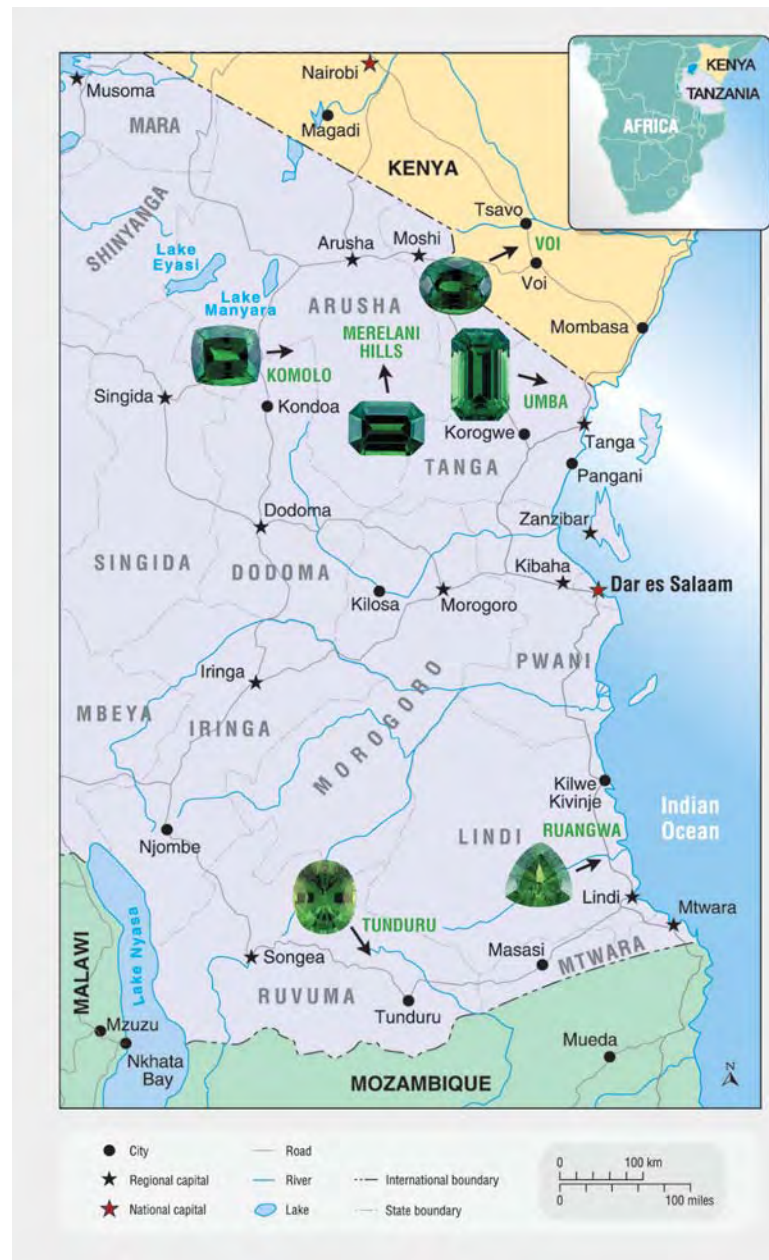 Nairobi
Musoma
MARA
Magadi
KENYA
TANZANIA
AFRICA
KENYA
Tsavo
SHINYANGA
Lake
Eyasi
Arusha
Moshi
VOI
Voi
Lake
Manyara
ARUSHA
MERELANI
HILLS
Mombasa
KOMOLO
UMBA
Singida
Kondoa
Korogwe
Tanga
TANGA
Pangani
Dodoma
Zanzibar
SINGIDA
DODOMA
Kilosa
Morogoro
Kibaha
Dar es Salaam
PWANI
Iringa
MBEYA
IRINGA
MOROGORO
Kilwe
Kivinje
Indian
Ocean
Njombe
LINDI
RUANGWA
Lindi
Mtwara
TUNDURU
Songea
Masasi
MTWARA
RUVUMA
Tunduru
MALAWI
Lake Nyasa
Mzuzu
Nkhata
Bay
Mueda
MOZAMBIQUE
N
City
Road
Regional capital
River
International boundary
National capital
Lake
State boundary
0 100 km
0 100 miles